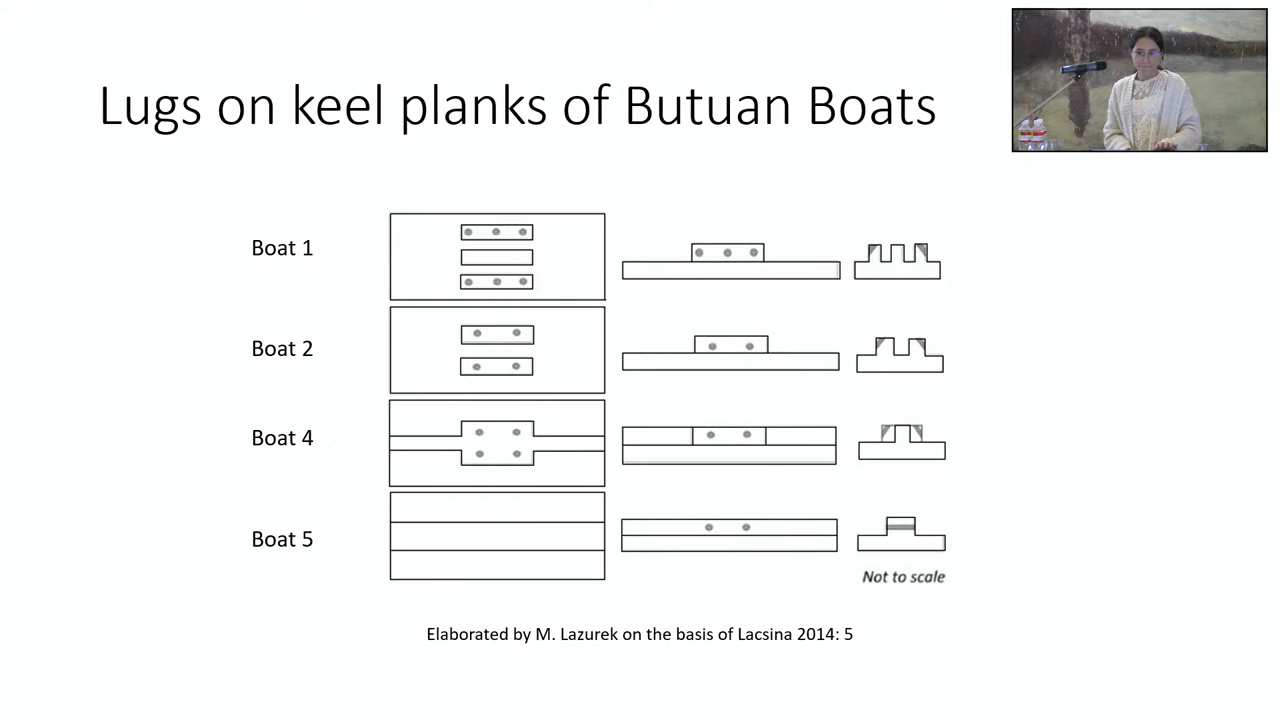 Lugs on keel planks of Butuan Boats
Boat 1
Boat 2
Boat 4
Boat 5
Not to scale
Elaborated by M. Lazurek on the basis of Lacsina 2014: 5